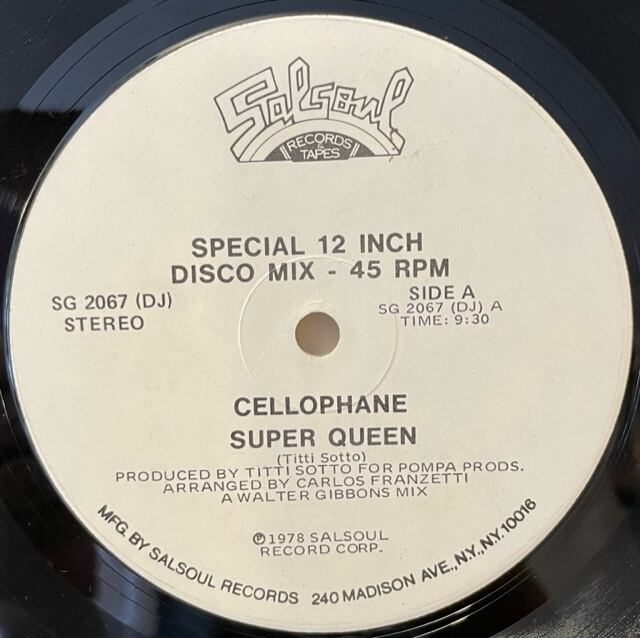 Salsoul
RECORDS & TAPES
SPECIAL 12 INCH
DISCO MIX - 45 RPM
SG 2067 (DJ)
STEREO
SIDE A
SG 2067 (DJ) A
TIME: 9:30
CELLOPHANE
SUPER QUEEN
(Titti Sotto)
PRODUCED BY TITTI SOTTO FOR POMPA PRODS.
ARRANGED BY CARLOS FRANZETTI
A WALTER GIBBONS MIX
℗1978 SALSOUL
RECORD CORP.
MFG. BY SALSOUL RECORDS 240 MADISON AVE., N.Y., N.Y. 10016